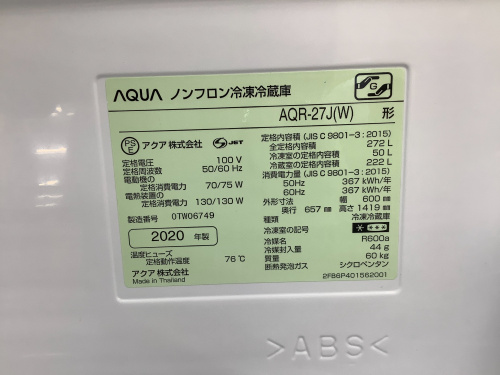 AQUA ノンフロン冷凍冷蔵庫
G
AQR-27J(W) 形
PS
E
アクア 株式会社 JET
定格電圧 100 V
定格周波数 50/60 Hz
電動機の
定格消費電力 70/75 W
電熱装置の
定格消費電力 130/130 W
製造番号 0TW06749
2020 年製
温度ヒューズ
定格動作温度 76℃
アクア株式会社
Made in Thailand
定格内容積 (JIS C 9801-3:2015)
全定格内容積 272 L
冷凍室の定格内容積 50 L
冷蔵室の定格内容積 222 L
消費電力量 (JIS C 9801-3:2015)
50Hz 367 kWh/年
60Hz 367 kWh/年
外形寸法 幅 600 mm
奥行 657 mm 高さ 1419 mm
種類 冷凍冷蔵庫
冷凍室の記号
冷媒名 R600a
冷媒封入量 44 g
質量 60 kg
断熱発泡ガス シクロペンタン
2FB6P401562001
>ABS<